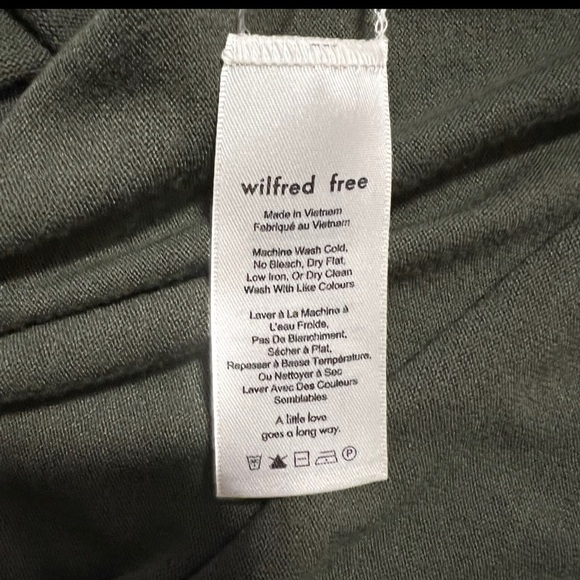 wilfred free
Made in Vietnam
Fabriqué au Vietnam
Machine Wash Cold,
No Bleach, Dry Flat,
Low Iron, Or Dry Clean
Wash With Like Colours
Laver à La Machine à
L'eau Froide,
Pas De Blanchiment,
Sécher à Plat,
Repasser à Basse Température,
Ou Nettoyer à Sec
Laver Avec Des Couleurs
Semblables
A little love
goes a long way.
P